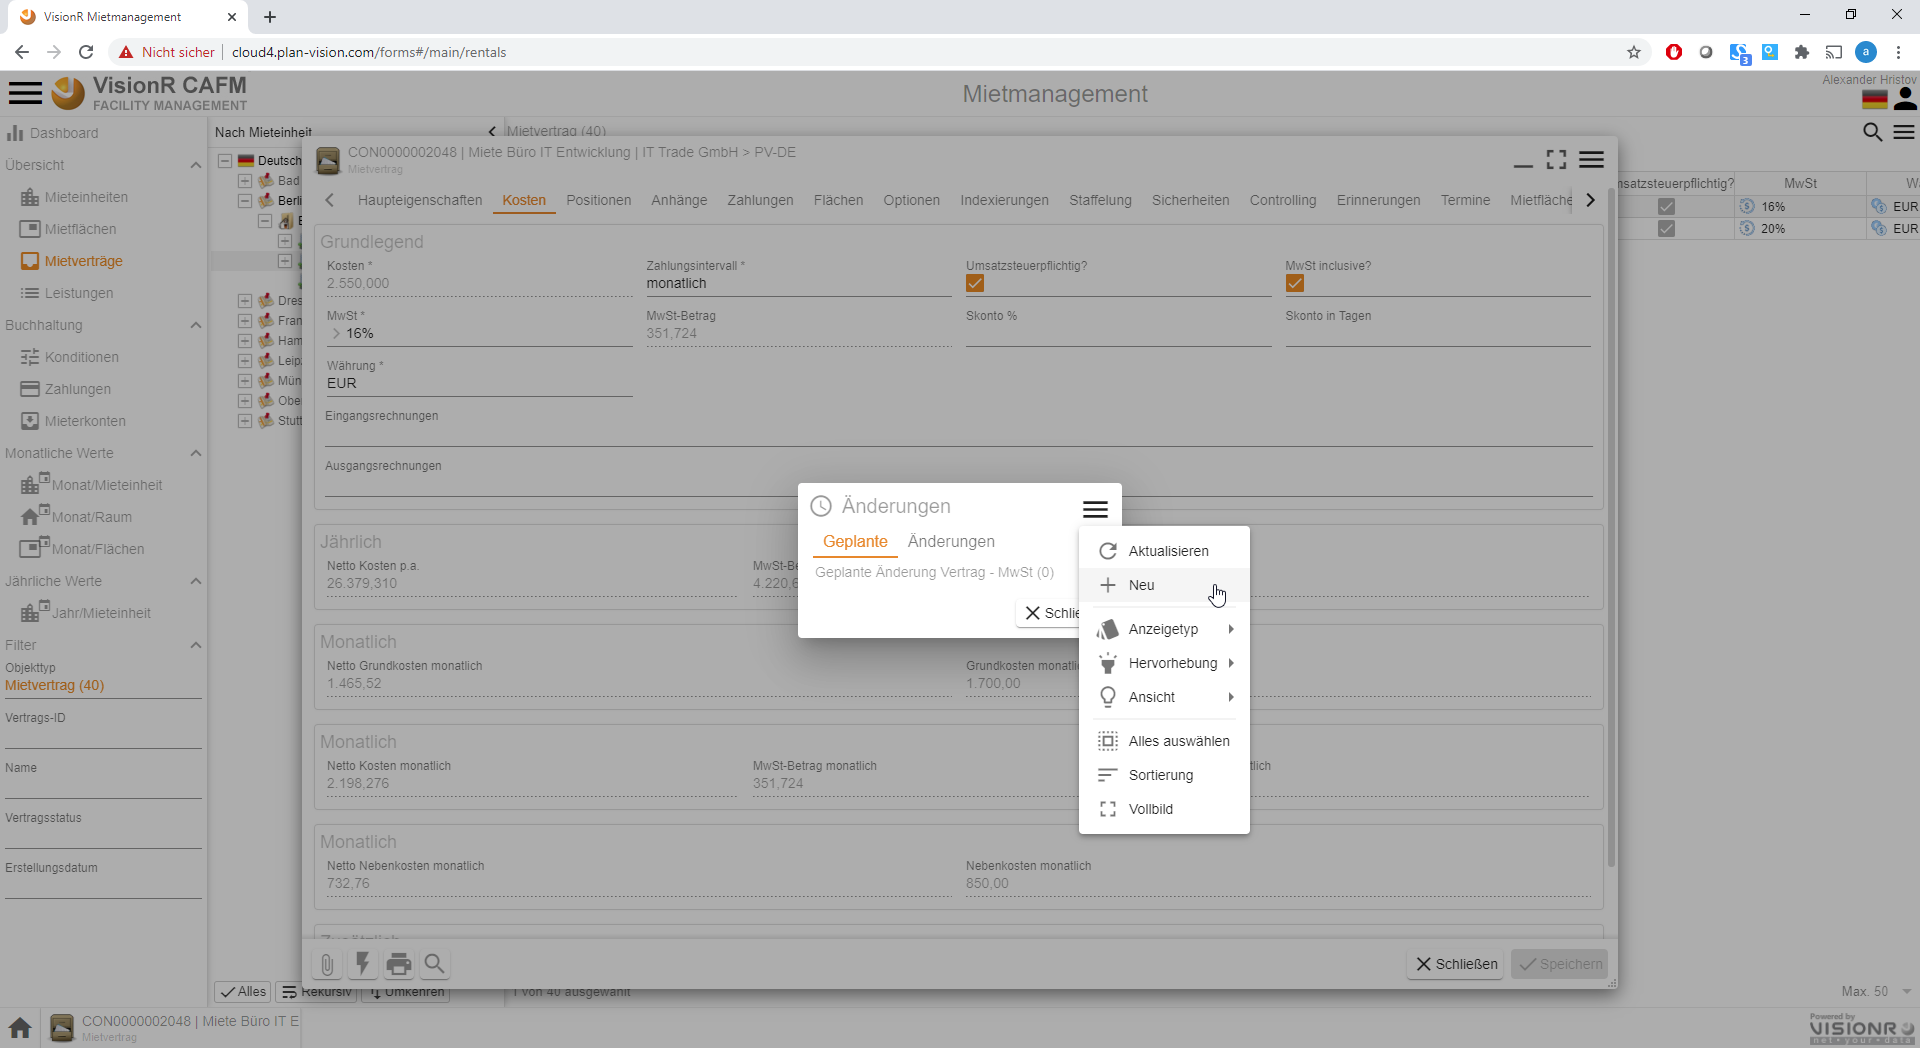 VisionR Mietmanagement
Nicht sicher
cloud4.plan-vision.com/forms#/main/rentals
3
a
VisionR CAFM
FACILITY MANAGEMENT
Mietmanagement
Alexander Hristov
Dashboard
Übersicht
Mieteinheiten
Mietflächen
Mietverträge
Leistungen
Buchhaltung
Konditionen
Zahlungen
Mieterkonten
Monatliche Werte
Monat/Mieteinheit
Monat/Raum
Monat/Flächen
Jährliche Werte
Jahr/Mieteinheit
Filter
Objekttyp
Mietvertrag (40)
Vertrags-ID
Name
Vertragsstatus
Erstellungsdatum
Nach Mieteinheit
Mietvertrag (40)
Deutsch
Bad
Berli
Dres
Fran
Ham
Leip
Mün
Obe
Stutt
CON0000002048 | Miete Büro IT Entwicklung | IT Trade GmbH > PV-DE
Mietvertrag
Haupteigenschaften
Kosten
Positionen
Anhänge
Zahlungen
Flächen
Optionen
Indexierungen
Staffelung
Sicherheiten
Controlling
Erinnerungen
Termine
Mietfläche
nsatzsteuerpflichtig?
MwSt
W
16%
EUR
20%
EUR
Grundlegend
Kosten *
2.550,000
Zahlungsintervall *
monatlich
Umsatzsteuerpflichtig?
MwSt inclusive?
MwSt *
> 16%
MwSt-Betrag
351,724
Skonto %
Skonto in Tagen
Währung *
EUR
Eingangsrechnungen
Ausgangsrechnungen
Jährlich
Netto Kosten p.a.
26.379,310
MwSt-Be
4.220,6
Monatlich
Netto Grundkosten monatlich
1.465,52
Grundkosten monatli
1.700,00
Monatlich
Netto Kosten monatlich
2.198,276
MwSt-Betrag monatlich
351,724
tlich
Monatlich
Netto Nebenkosten monatlich
732,76
Nebenkosten monatlich
850,00
Änderungen
Geplante
Änderungen
Geplante Änderung Vertrag - MwSt (0)
Schlie
Aktualisieren
Neu
Anzeigetyp
Hervorhebung
Ansicht
Alles auswählen
Sortierung
Vollbild
Schließen
Speichern
Alles
Rekursiv
Umkehren
1 von 40 ausgewählt
Max. 50
CON0000002048 | Miete Büro IT E
Mietvertrag
Powered by
VISIONR
net • your • data